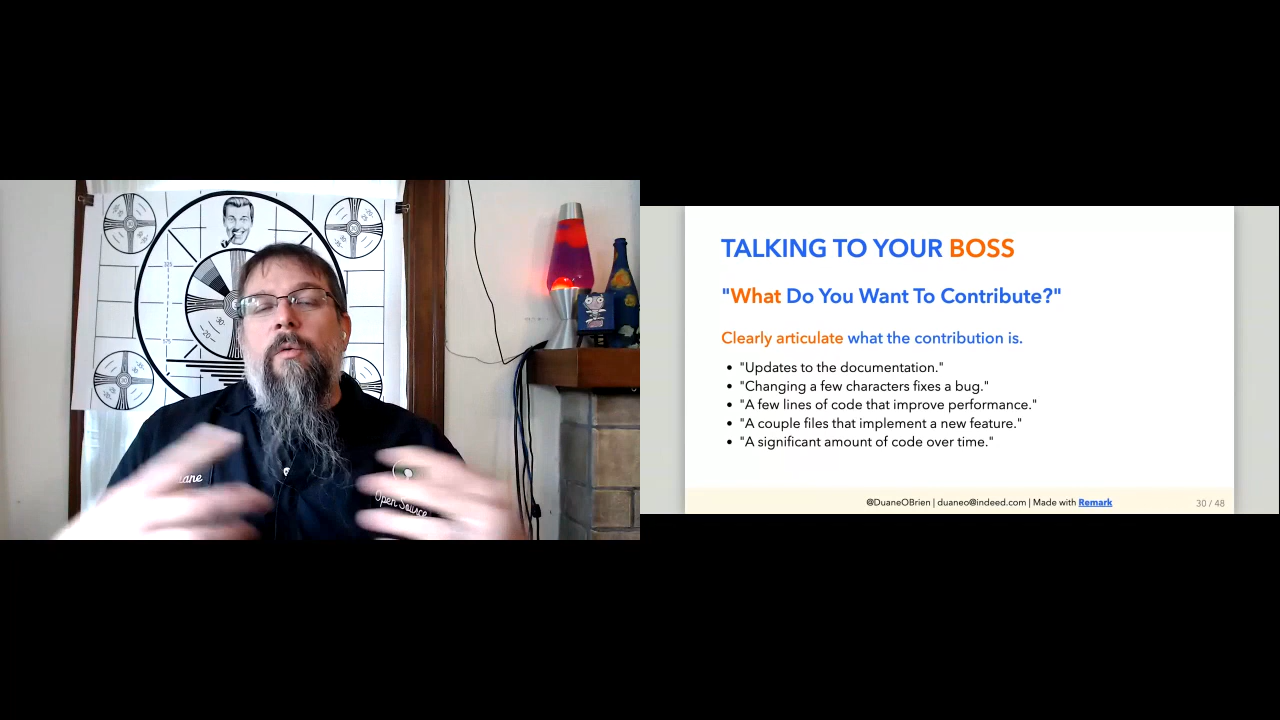 TALKING TO YOUR BOSS
"What Do You Want To Contribute?"
Clearly articulate what the contribution is.
• "Updates to the documentation."
• "Changing a few characters fixes a bug."
• "A few lines of code that improve performance."
• "A couple files that implement a new feature."
• "A significant amount of code over time."
@DuaneOBrien | duaneo@indeed.com | Made with Remark
30 / 48
Open Source